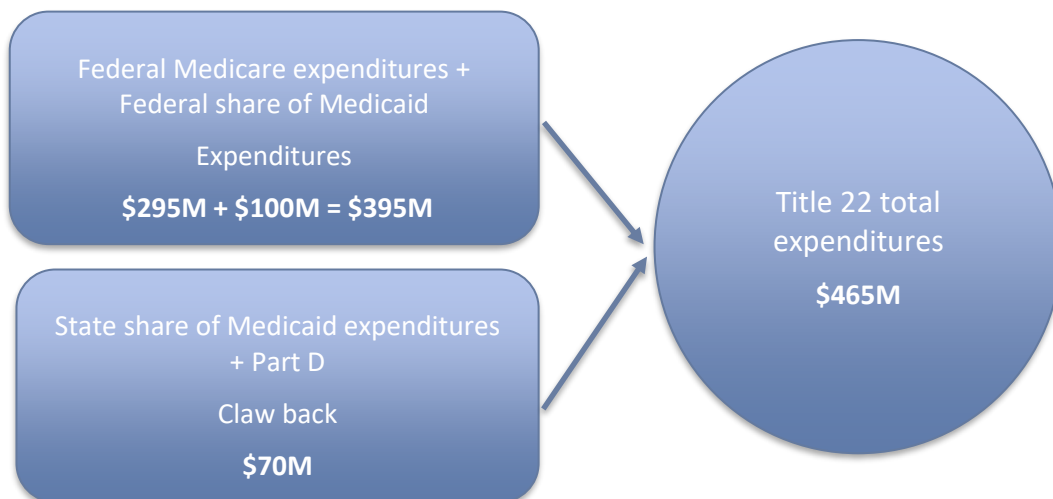 Federal Medicare expenditures +
Federal share of Medicaid
Expenditures
$295M + $100M = $395M
State share of Medicaid expenditures
+ Part D
Claw back
$70M
Title 22 total
expenditures
$465M